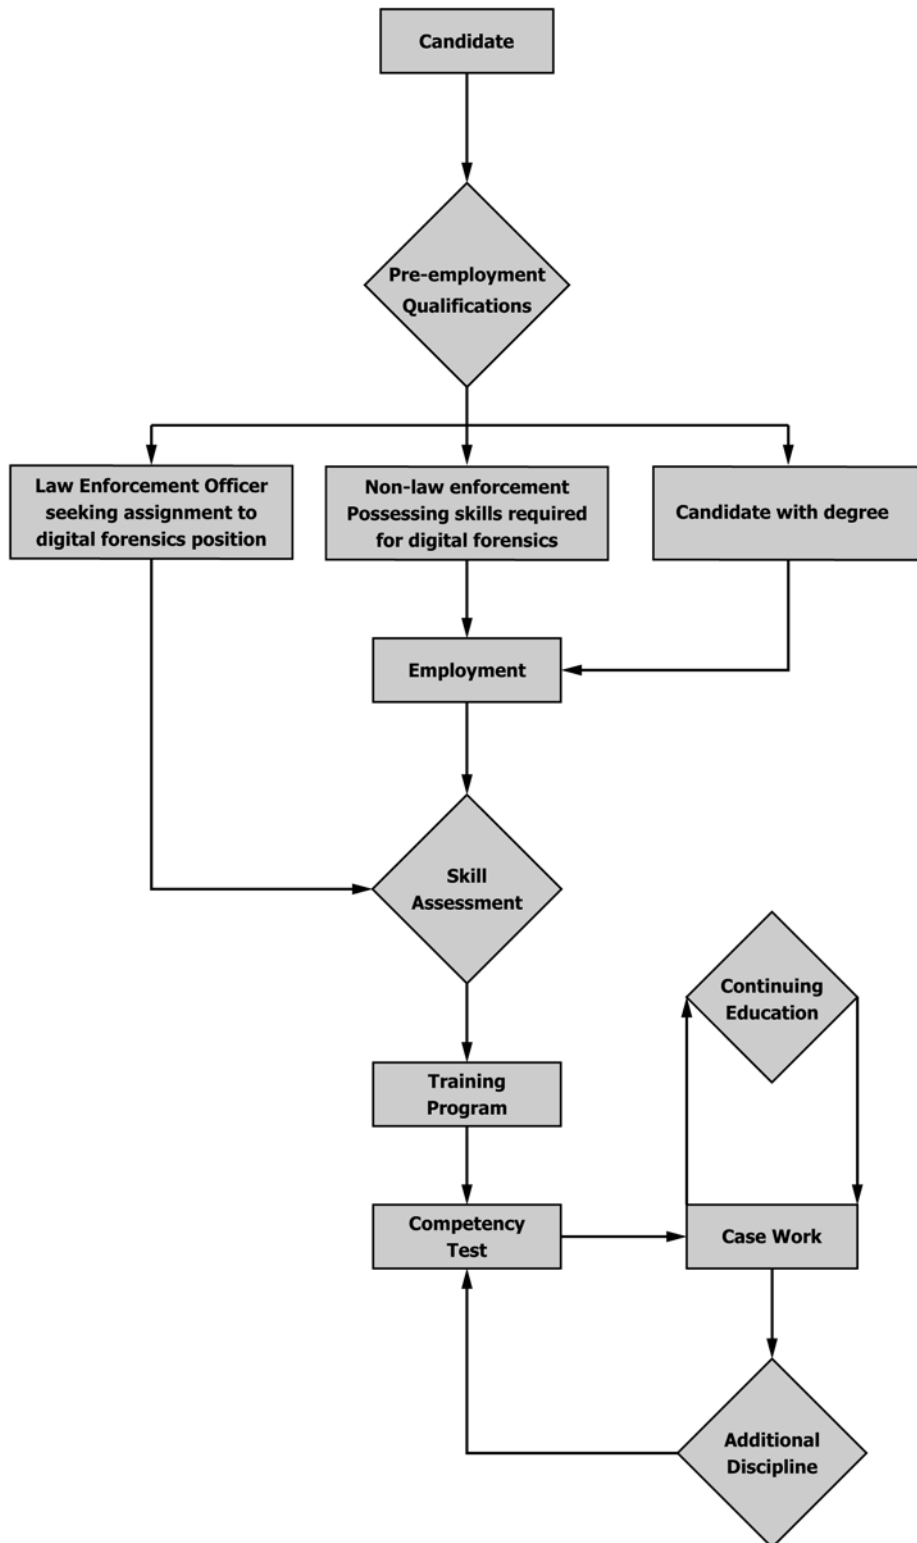 Candidate
Pre-employment
Qualifications
Law Enforcement Officer
seeking assignment to
digital forensics position
Non-law enforcement
Possessing skills required
for digital forensics
Candidate with degree
Employment
Skill
Assessment
Continuing
Education
Training
Program
Competency
Test
Case Work
Additional
Discipline